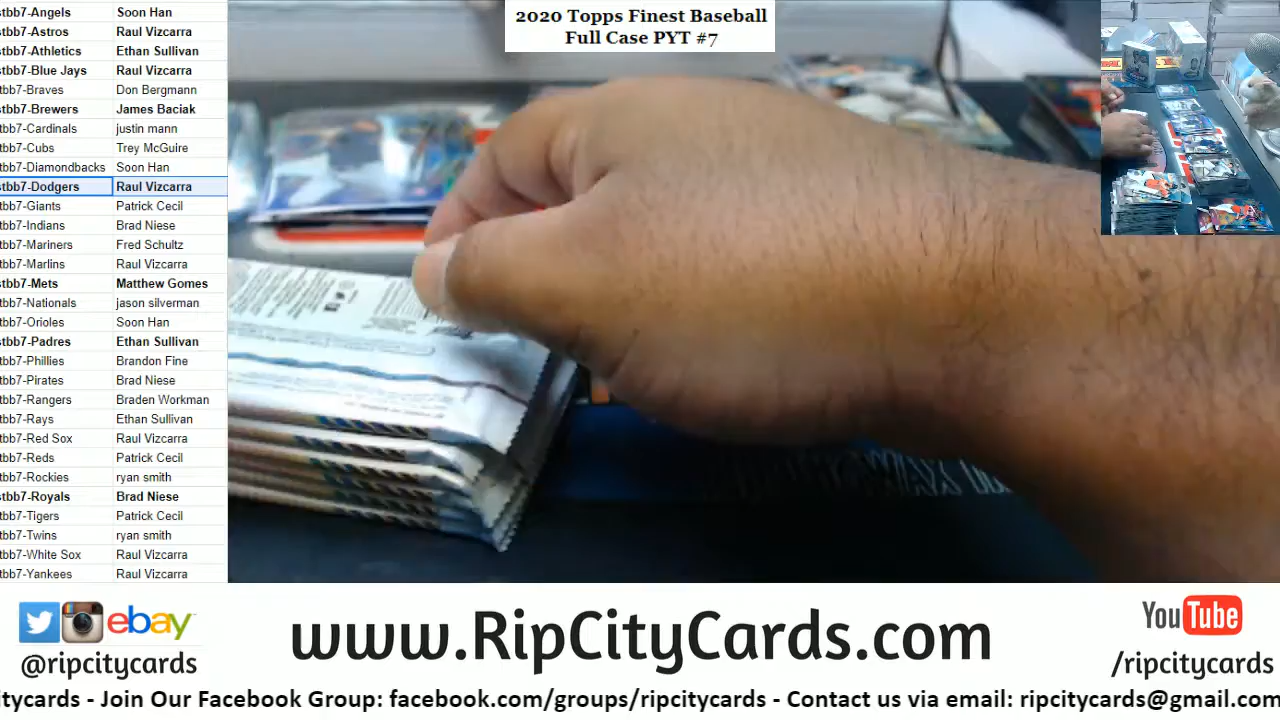 2020 Topps Finest Baseball
Full Case PYT #7
tbb7-Angels Soon Han
tbb7-Astros Raul Vizcarra
tbb7-Athletics Ethan Sullivan
tbb7-Blue Jays Raul Vizcarra
tbb7-Braves Don Bergmann
tbb7-Brewers James Baciak
tbb7-Cardinals justin mann
tbb7-Cubs Trey McGuire
tbb7-Diamondbacks Soon Han
tbb7-Dodgers Raul Vizcarra
tbb7-Giants Patrick Cecil
tbb7-Indians Brad Niese
tbb7-Mariners Fred Schultz
tbb7-Marlins Raul Vizcarra
tbb7-Mets Matthew Gomes
tbb7-Nationals jason silverman
tbb7-Orioles Soon Han
tbb7-Padres Ethan Sullivan
tbb7-Phillies Brandon Fine
tbb7-Pirates Brad Niese
tbb7-Rangers Braden Workman
tbb7-Rays Ethan Sullivan
tbb7-Red Sox Raul Vizcarra
tbb7-Reds Patrick Cecil
tbb7-Rockies ryan smith
tbb7-Royals Brad Niese
tbb7-Tigers Patrick Cecil
tbb7-Twins ryan smith
tbb7-White Sox Raul Vizcarra
tbb7-Yankees Raul Vizcarra
ebay
@ripcitycards
www.RipCityCards.com
YouTube
/ripcitycards
citycards - Join Our Facebook Group: facebook.com/groups/ripcitycards - Contact us via email: ripcitycards@gmail.com